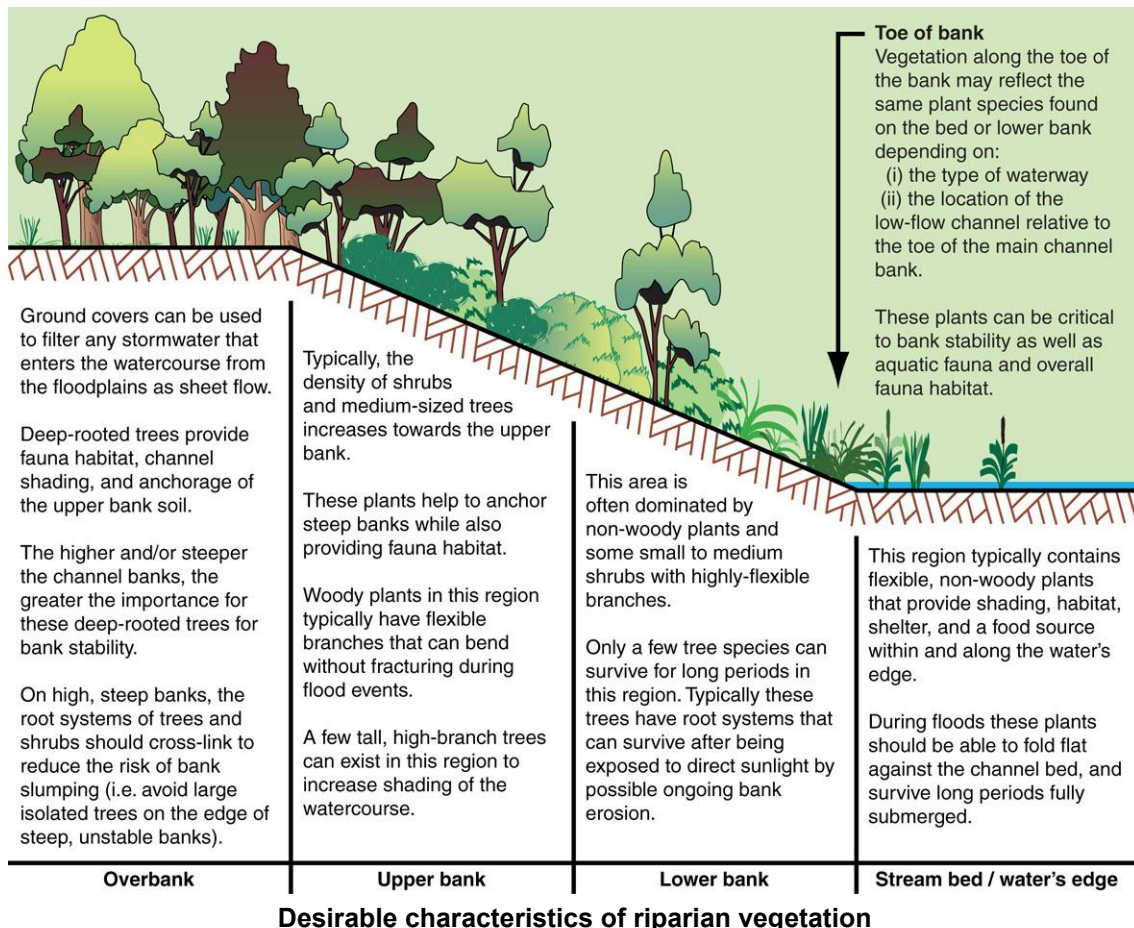 Toe of bank
Vegetation along the toe of
the bank may reflect the
same plant species found
on the bed or lower bank
depending on:
(i) the type of waterway
(ii) the location of the
low-flow channel relative to
the toe of the main channel
bank.
These plants can be critical
to bank stability as well as
aquatic fauna and overall
fauna habitat.
Ground covers can be used
to filter any stormwater that
enters the watercourse from
the floodplains as sheet flow.
Deep-rooted trees provide
fauna habitat, channel
shading, and anchorage of
the upper bank soil.
The higher and/or steeper
the channel banks, the
greater the importance for
these deep-rooted trees for
bank stability.
On high, steep banks, the
root systems of trees and
shrubs should cross-link to
reduce the risk of bank
slumping (i.e. avoid large
isolated trees on the edge of
steep, unstable banks).
Overbank
Typically, the
density of shrubs
and medium-sized trees
increases towards the upper
bank.
These plants help to anchor
steep banks while also
providing fauna habitat.
Woody plants in this region
typically have flexible
branches that can bend
without fracturing during
flood events.
A few tall, high-branch trees
can exist in this region to
increase shading of the
watercourse.
Upper bank
This area is
often dominated by
non-woody plants and
some small to medium
shrubs with highly-flexible
branches.
Only a few tree species can
survive for long periods in
this region. Typically these
trees have root systems that
can survive after being
exposed to direct sunlight by
possible ongoing bank
erosion.
Lower bank
This region typically contains
flexible, non-woody plants
that provide shading, habitat,
shelter, and a food source
within and along the water's
edge.
During floods these plants
should be able to fold flat
against the channel bed, and
survive long periods fully
submerged.
Stream bed / water's edge
Desirable characteristics of riparian vegetation